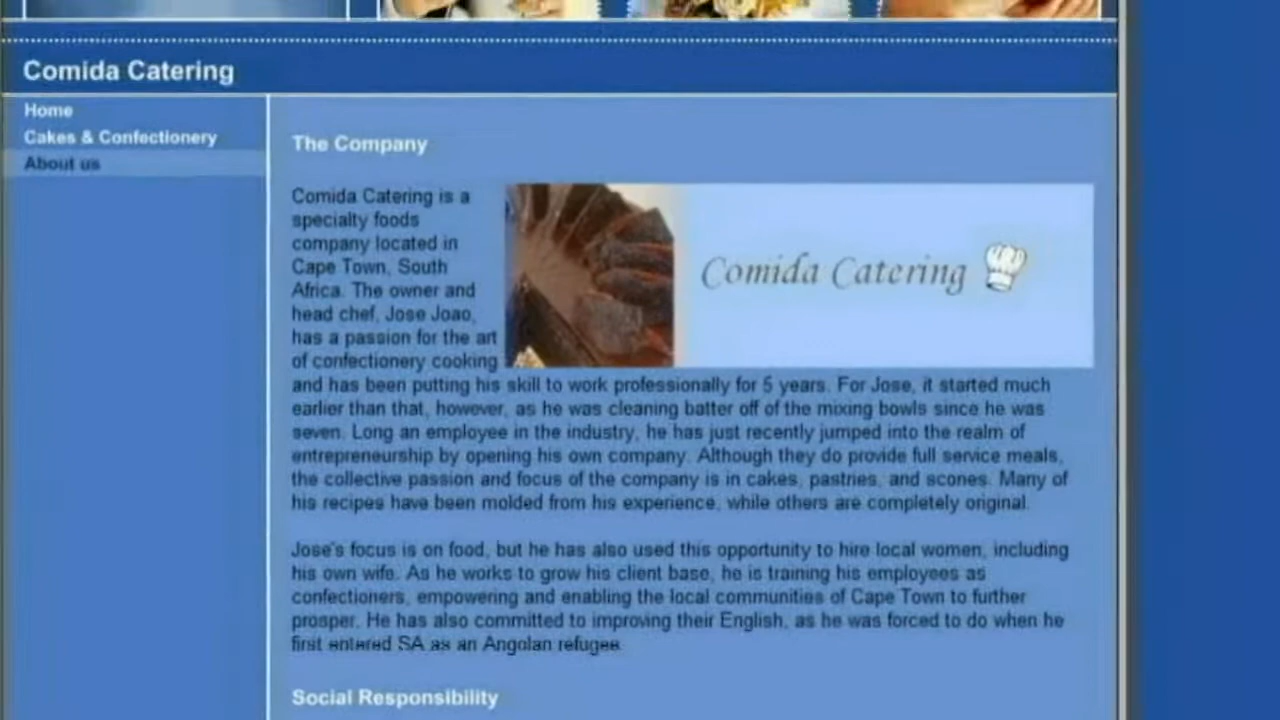 Comida Catering
Home
Cakes & Confectionery
About us
The Company
Comida Catering is a
specialty foods
company located in
Cape Town, South
Africa. The owner and
head chef, Jose Joao,
has a passion for the art
of confectionery cooking
Comida Catering
and has been putting his skill to work professionally for 5 years. For Jose, it started much
earlier than that, however, as he was cleaning batter off of the mixing bowls since he was
seven. Long an employee in the industry, he has just recently jumped into the realm of
entrepreneurship by opening his own company. Although they do provide full service meals,
the collective passion and focus of the company is in cakes, pastries, and scones. Many of
his recipes have been molded from his experience, while others are completely original.
Jose's focus is on food, but he has also used this opportunity to hire local women, including
his own wife. As he works to grow his client base, he is training his employees as
confectioners, empowering and enabling the local communities of Cape Town to further
prosper. He has also committed to improving their English, as he was forced to do when he
first entered SA as an Angolan refugee.
Social Responsibility